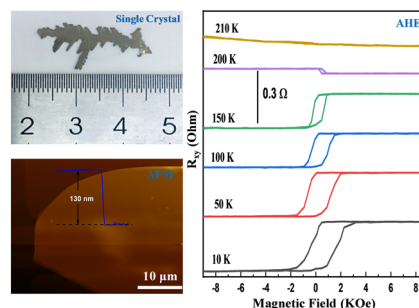 Single Crystal
2 3 4 5
AFM
130 nm
10 µm
AHE
210 K
200 K
0.3 Ω
150 K
100 K
50 K
10 K
R_xy (Ohm)
-8 -6 -4 -2 0 2 4 6 8
Magnetic Field (KOe)